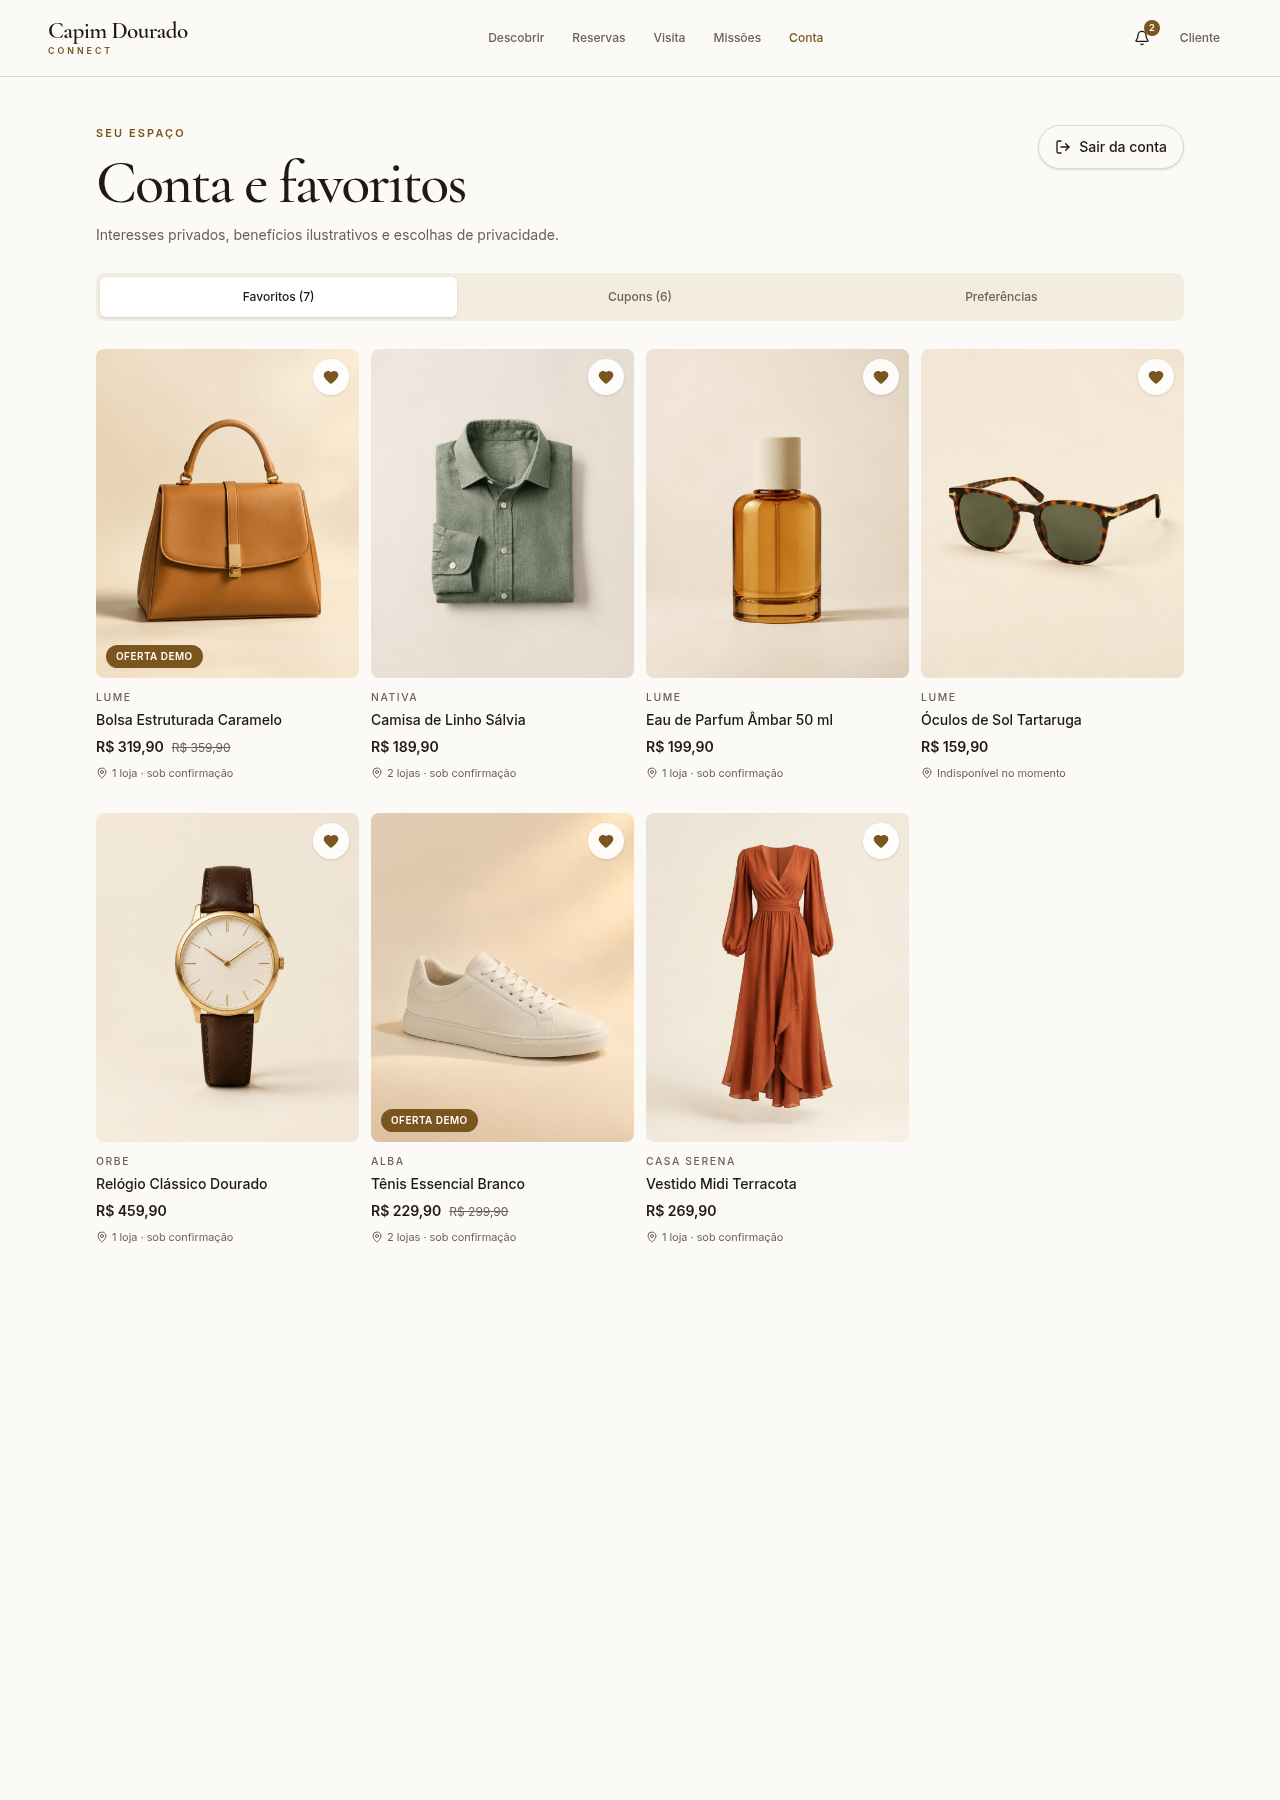 Capim Dourado
CONNECT
Descobrir Reservas Visita Missões Conta
2
Cliente
SEU ESPAÇO
Conta e favoritos
Interesses privados, benefícios ilustrativos e escolhas de privacidade.
Sair da conta
Favoritos (7) Cupons (6) Preferências
OFERTA DEMO
LUME
Bolsa Estruturada Caramelo
R$ 319,90 R$ 359,90
1 loja · sob confirmação
NATIVA
Camisa de Linho Sálvia
R$ 189,90
2 lojas · sob confirmação
LUME
Eau de Parfum Âmbar 50 ml
R$ 199,90
1 loja · sob confirmação
LUME
Óculos de Sol Tartaruga
R$ 159,90
Indisponível no momento
ORBE
Relógio Clássico Dourado
R$ 459,90
1 loja · sob confirmação
OFERTA DEMO
ALBA
Tênis Essencial Branco
R$ 229,90 R$ 299,90
2 lojas · sob confirmação
CASA SERENA
Vestido Midi Terracota
R$ 269,90
1 loja · sob confirmação